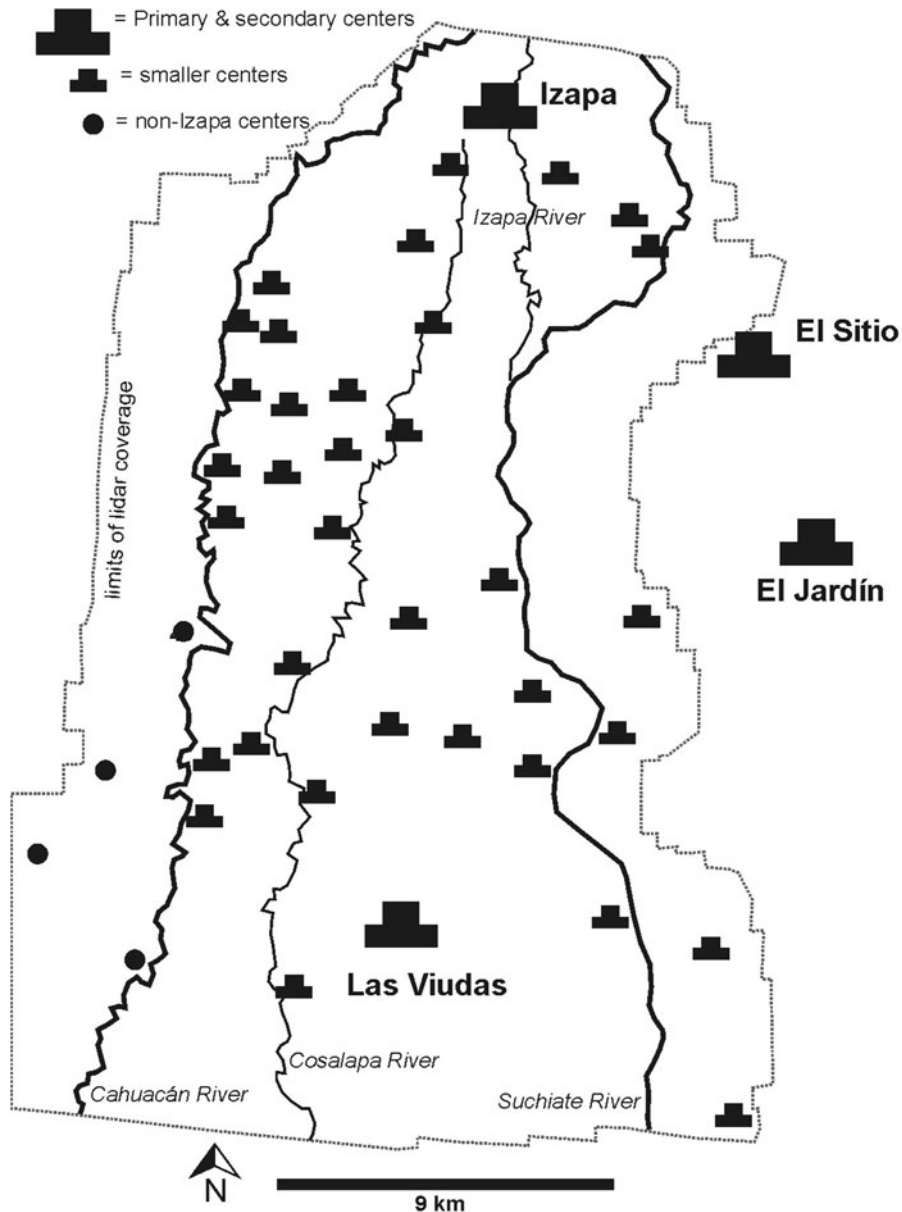 = Primary & secondary centers
= smaller centers
= non-Izapa centers
Izapa
Izapa River
El Sitio
limits of lidar coverage
El Jardín
Las Viudas
Cosalapa River
Cahuacán River
Suchiate River
N
9 km